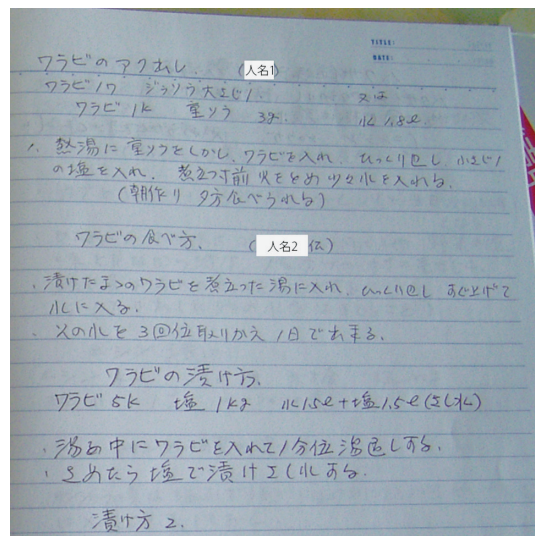 TITLE:
DATE:
ワラビのアク出し. (人名1)
ワラビ1ワ ジュウソウ大さじ1. 又は
ワラビ1K 重ソウ 3g. 水1.5ℓ.
1. 熱湯に重ソウをとかし、ワラビを入れ、ひっくり返し 小さじ1
の塩を入れ、煮立つ寸前火をとめ 少々水を入れる.
(朝作り 夕方食べられる)
ワラビの食べ方. (人名2 伝)
・漬けたまゝのワラビを煮立った湯に入れ、ひっくり返し すぐ上げて
水に入る.
・その水を3回位取りかえ 1日で出来る.
ワラビの漬け方.
ワラビ5K 塩1kg 水1.5ℓ+塩1.5ℓ(さし水)
・湯の中にワラビを入れて1分位湯通しする.
・さめたら塩で漬けさし水する.
漬け方2.